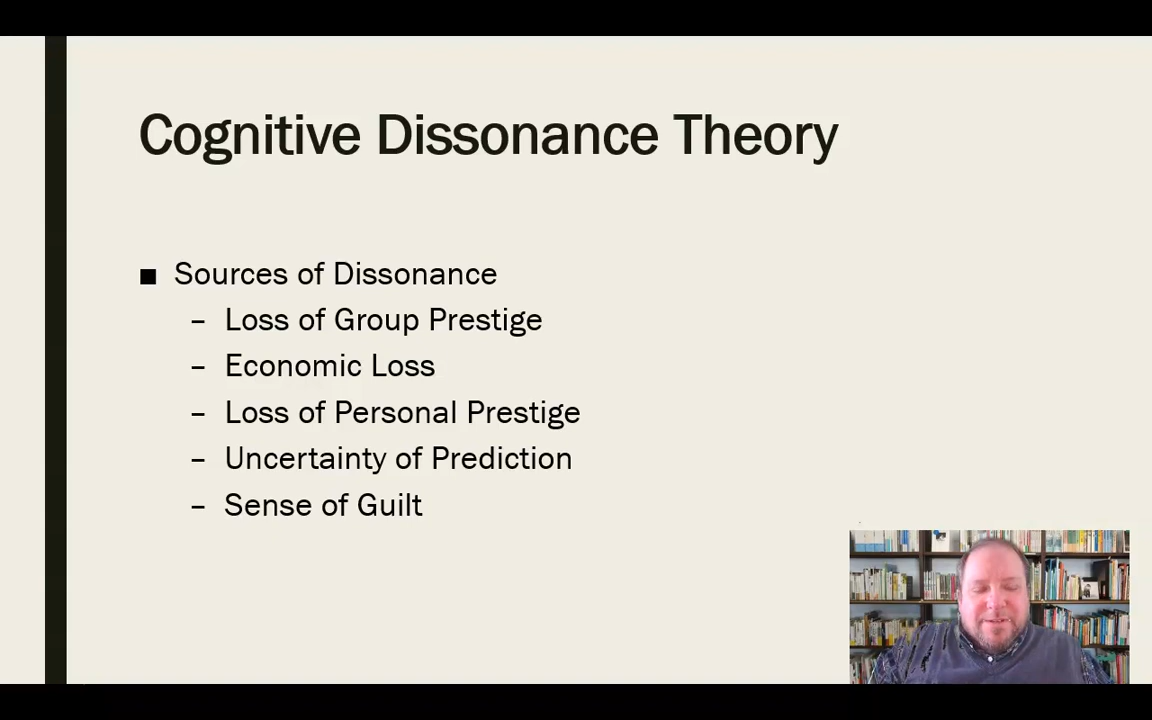 Cognitive Dissonance Theory
■ Sources of Dissonance
– Loss of Group Prestige
– Economic Loss
– Loss of Personal Prestige
– Uncertainty of Prediction
– Sense of Guilt